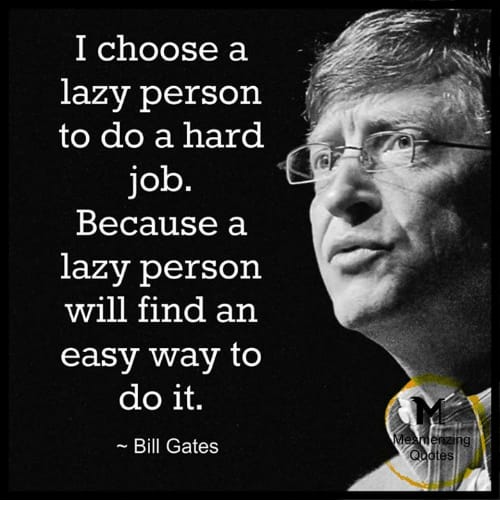 I choose a
lazy person
to do a hard
job.
Because a
lazy person
will find an
easy way to
do it.
~ Bill Gates
M
Mesmerizing
Quotes